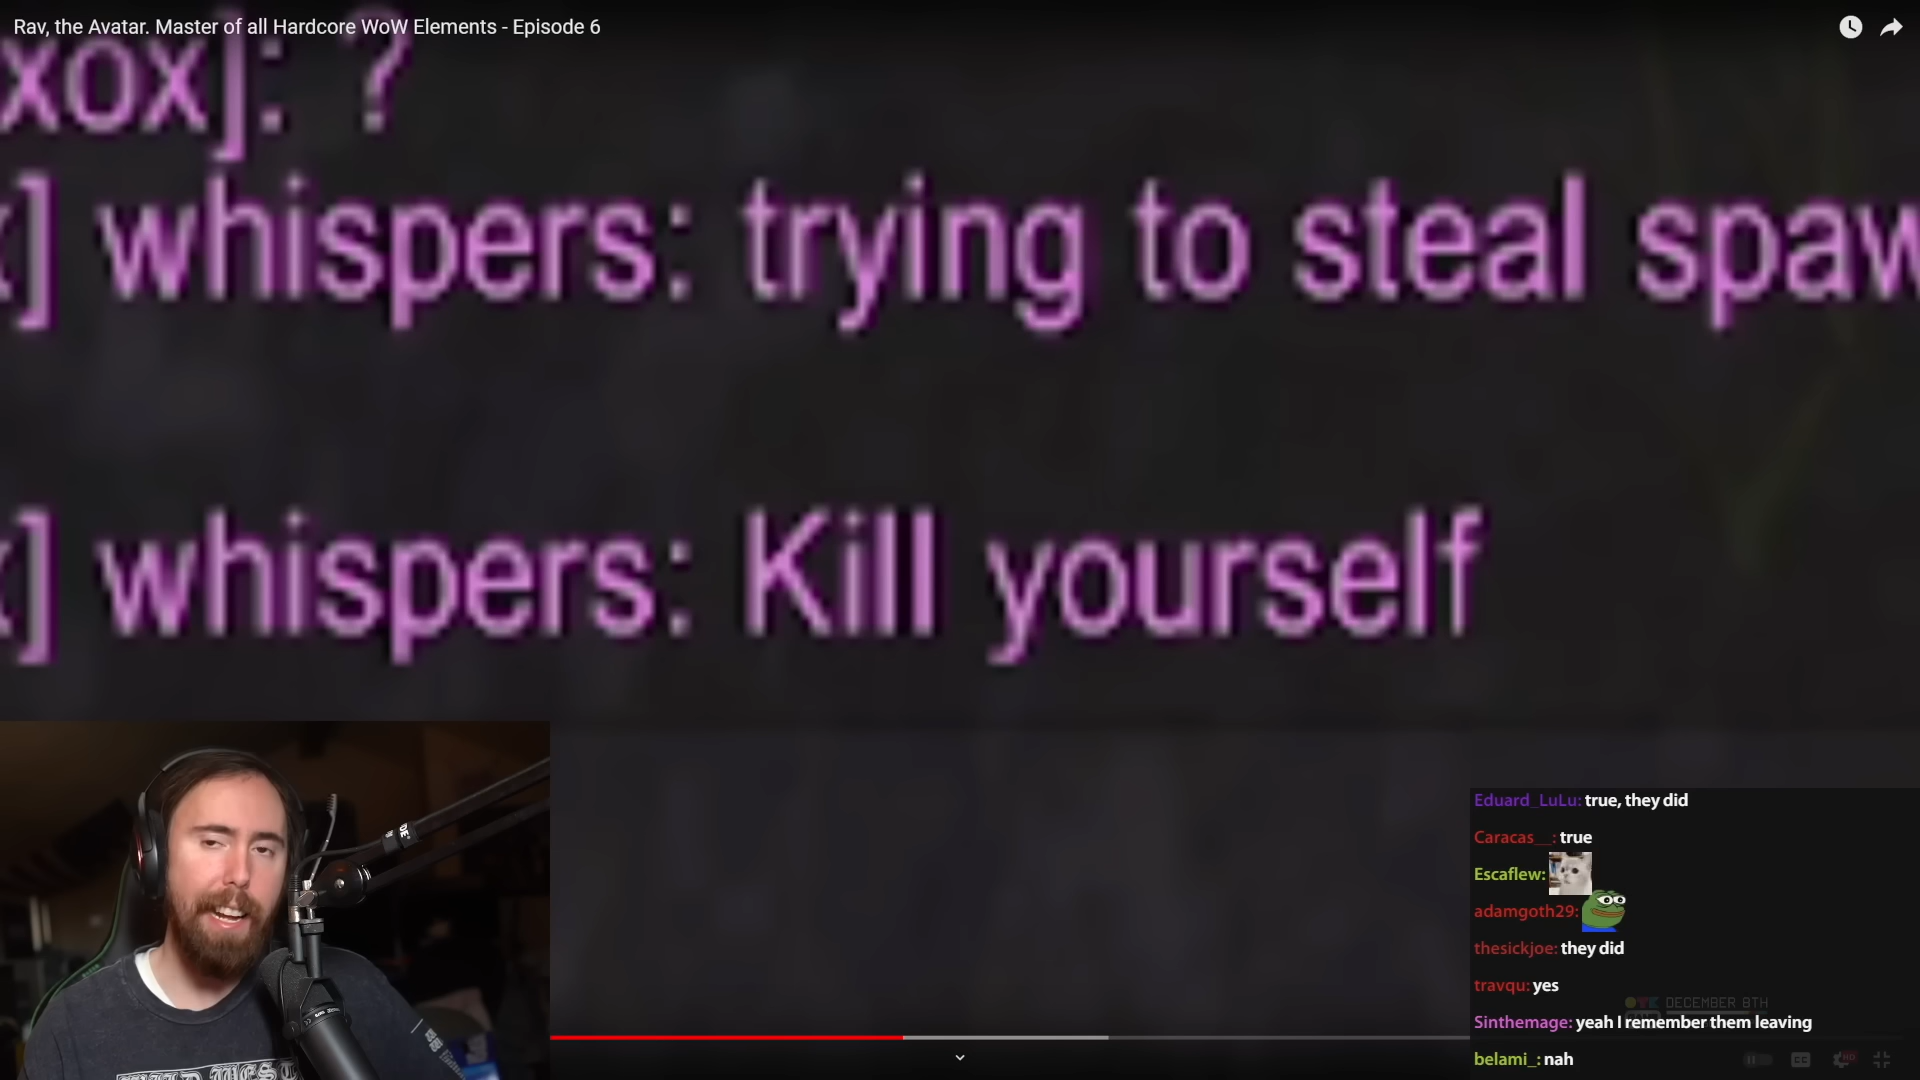 Rav, the Avatar. Master of all Hardcore WoW Elements - Episode 6
xox]: ?
] whispers: trying to steal spaw
] whispers: Kill yourself
Eduard_LuLu: true, they did
Caracas__: true
Escaflew:
adamgoth29:
thesickjoe: they did
travqu: yes
DECEMBER 8TH
Sinthemage: yeah I remember them leaving
belami_: nah
CC
HD